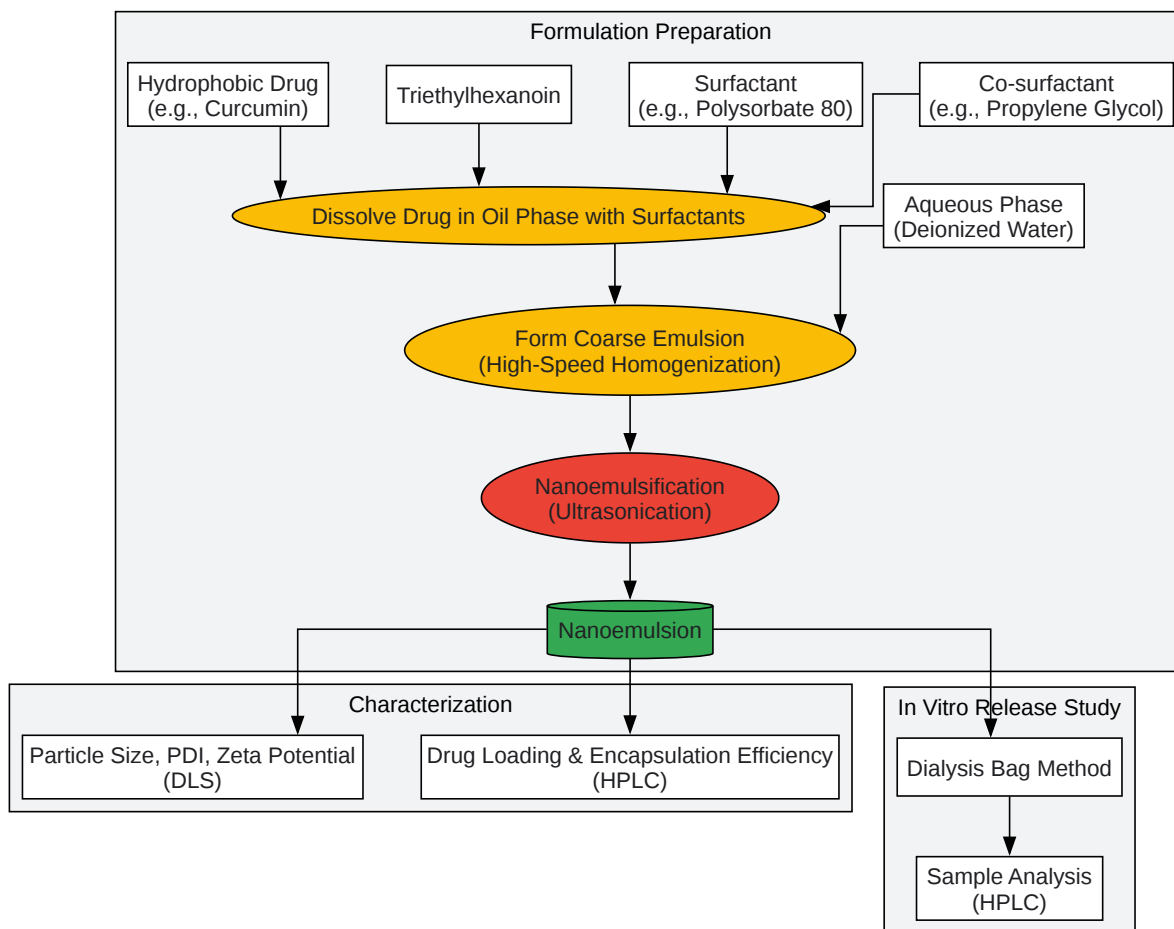 Formulation Preparation
Hydrophobic Drug
(e.g., Curcumin)
Triethylhexanoin
Surfactant
(e.g., Polysorbate 80)
Co-surfactant
(e.g., Propylene Glycol)
Dissolve Drug in Oil Phase with Surfactants
Aqueous Phase
(Deionized Water)
Form Coarse Emulsion
(High-Speed Homogenization)
Nanoemulsification
(Ultrasonication)
Nanoemulsion
Characterization
Particle Size, PDI, Zeta Potential
(DLS)
Drug Loading & Encapsulation Efficiency
(HPLC)
In Vitro Release Study
Dialysis Bag Method
Sample Analysis
(HPLC)